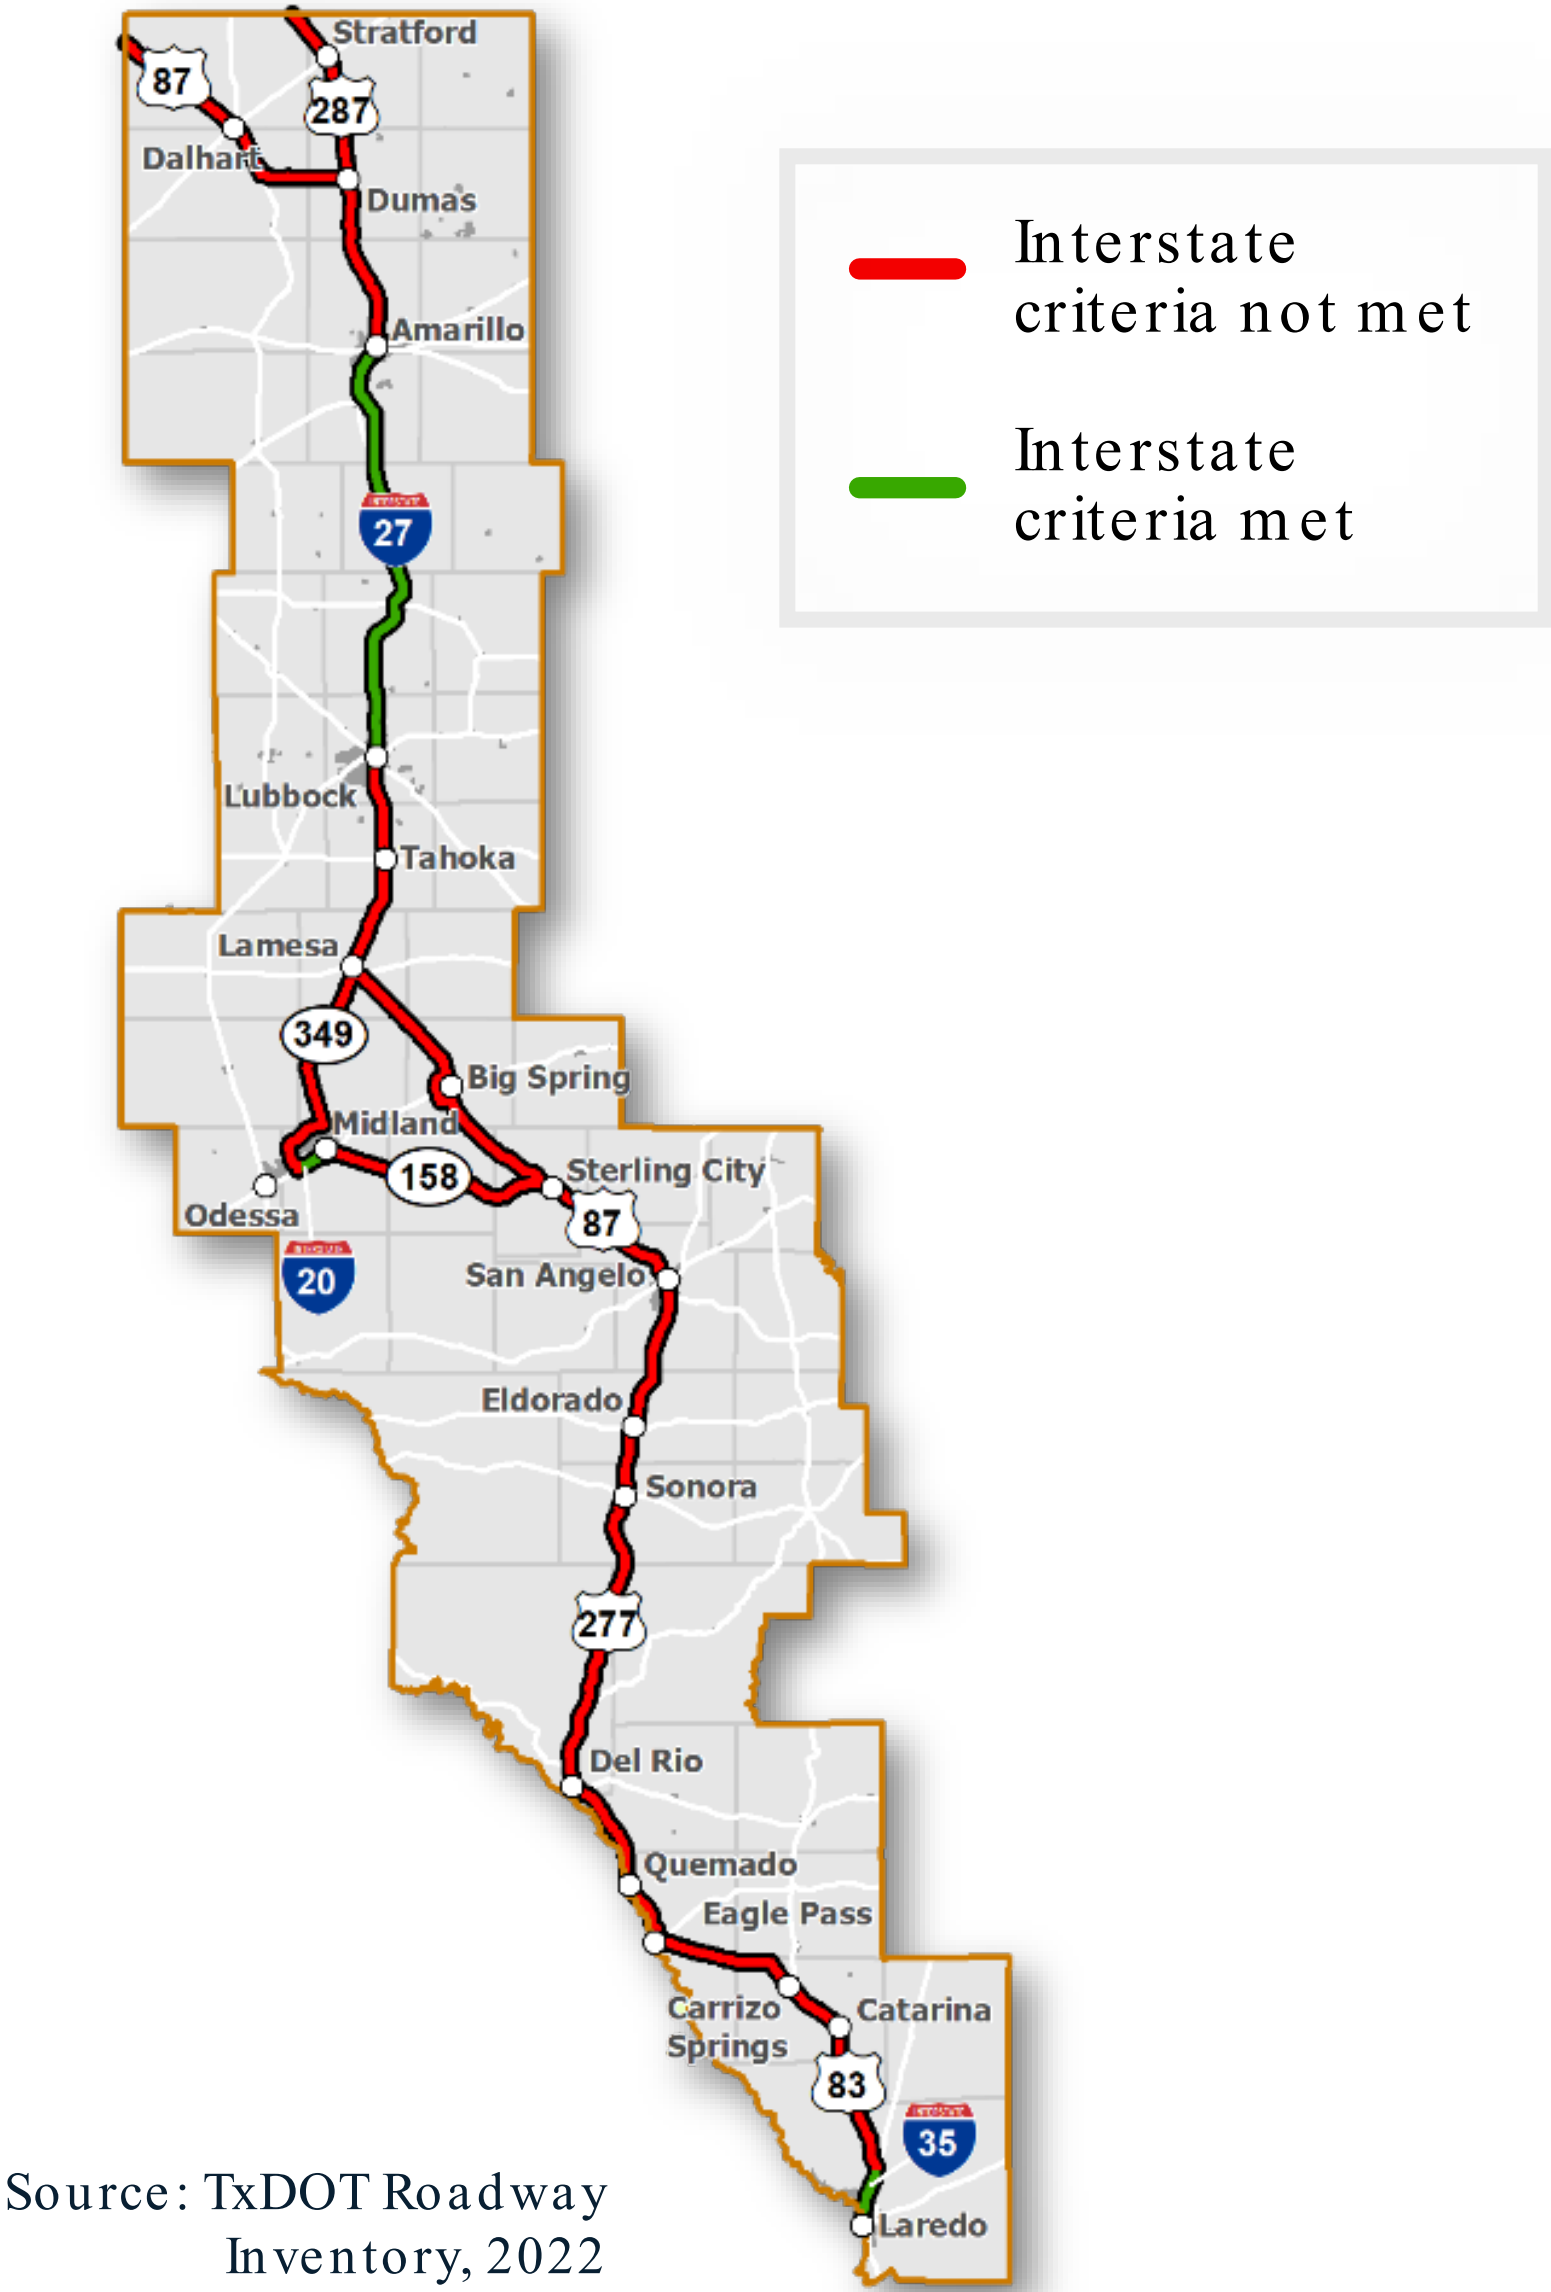 Stratford
87
287
Dalhart
Dumas
Interstate
criteria not met
Amarillo
Interstate
criteria met
INTERSTATE
27
Lubbock
Tahoka
Lamesa
349
Big Spring
Midland
158
Sterling City
Odessa
87
20
San Angelo
Eldorado
Sonora
277
Del Rio
Quemado
Eagle Pass
Carrizo
Springs
Catarina
83
INTERSTATE
35
Laredo
Source: TxDOT Roadway
Inventory, 2022